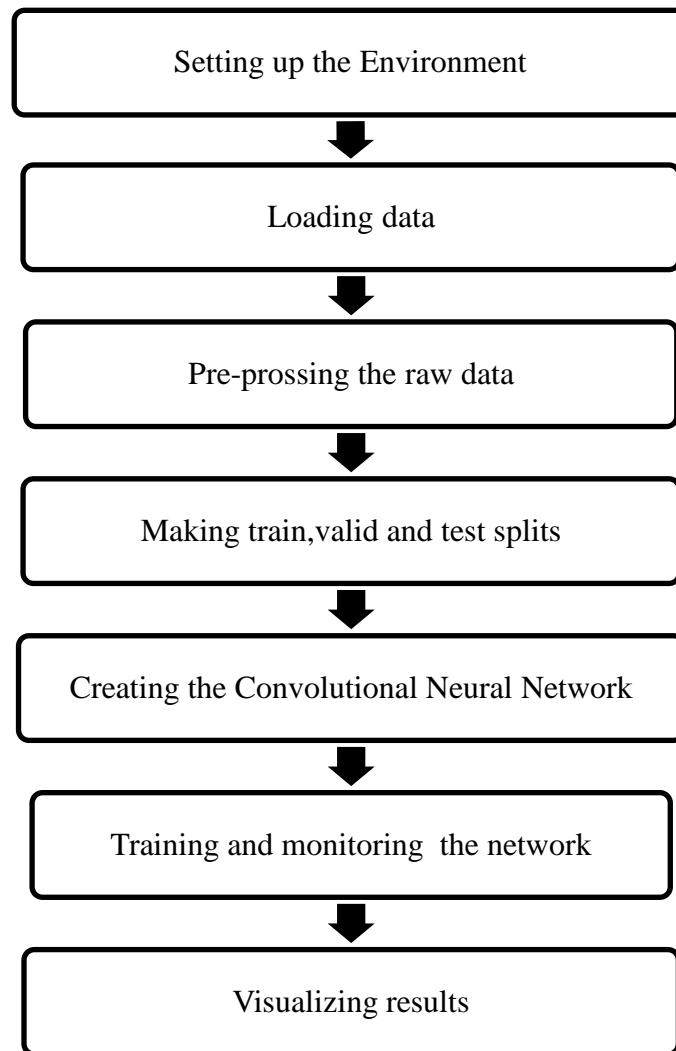 Setting up the Environment
Loading data
Pre-prossing the raw data
Making train,valid and test splits
Creating the Convolutional Neural Network
Training and monitoring  the network
Visualizing results